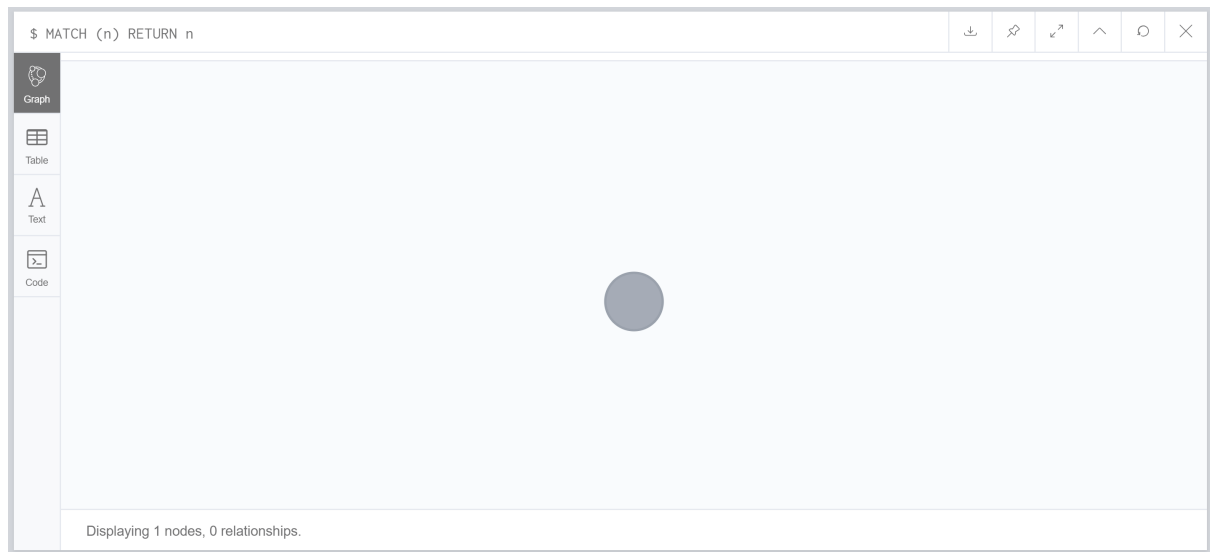 $ MATCH (n) RETURN n
Graph
Table
A
Text
>_
Code
Displaying 1 nodes, 0 relationships.